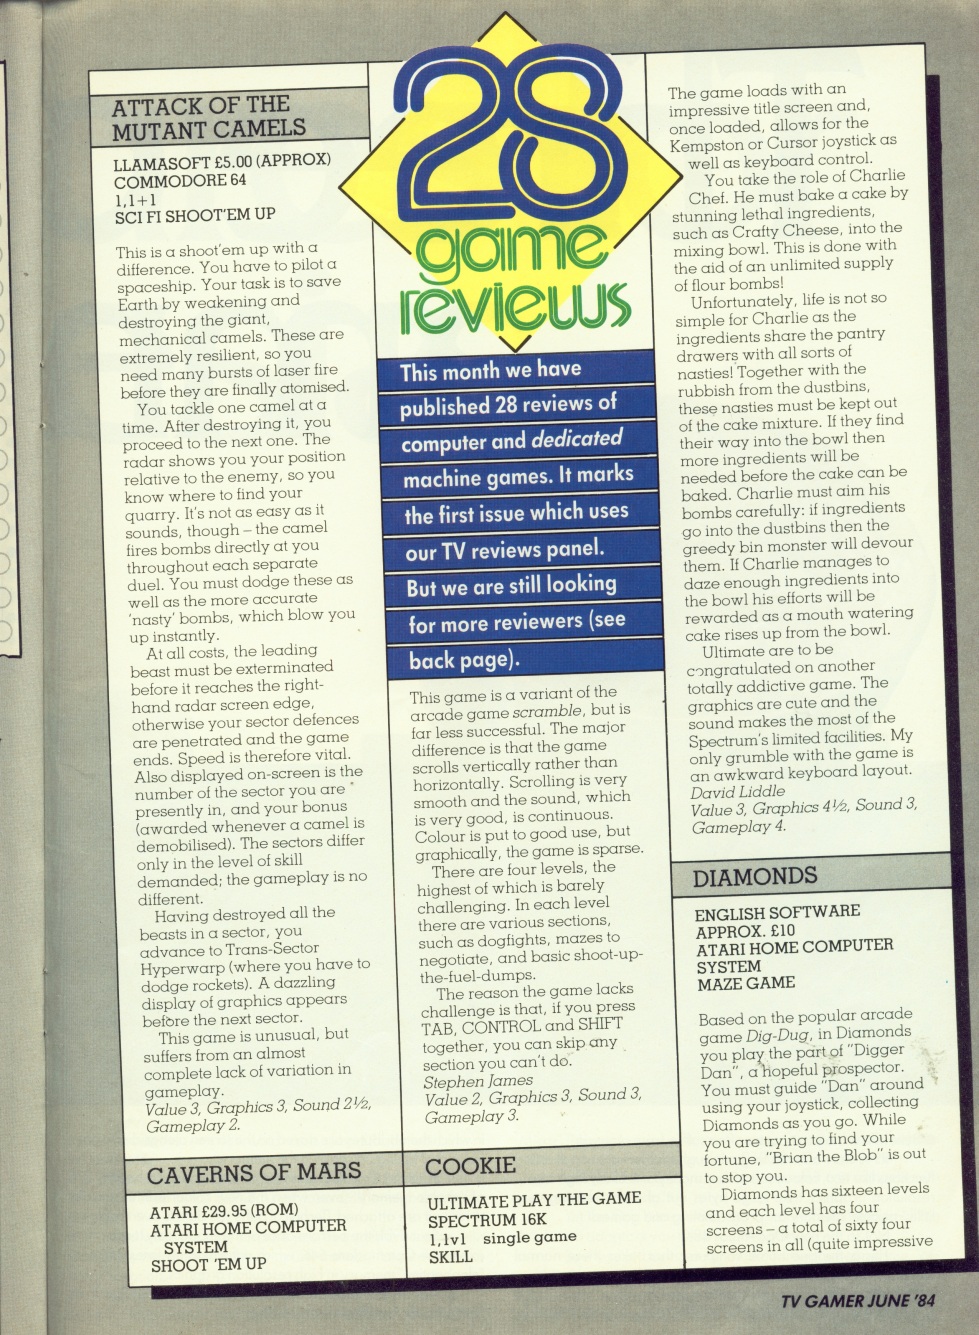 ATTACK OF THE
MUTANT CAMELS
LLAMASOFT £5.00 (APPROX)
COMMODORE 64
1,1+1
SCI FI SHOOT'EM UP
This is a shoot'em up with a
difference. You have to pilot a
spaceship. Your task is to save
Earth by weakening and
destroying the giant,
mechanical camels. These are
extremely resilient, so you
need many bursts of laser fire
before they are finally atomised.
You tackle one camel at a
time. After destroying it, you
proceed to the next one. The
radar shows you your position
relative to the enemy, so you
know where to find your
quarry. It's not as easy as it
sounds, though – the camel
fires bombs directly at you
throughout each separate
duel. You must dodge these as
well as the more accurate
'nasty' bombs, which blow you
up instantly.
At all costs, the leading
beast must be exterminated
before it reaches the right-
hand radar screen edge,
otherwise your sector defences
are penetrated and the game
ends. Speed is therefore vital.
Also displayed on-screen is the
number of the sector you are
presently in, and your bonus
(awarded whenever a camel is
demobilised). The sectors differ
only in the level of skill
demanded; the gameplay is no
different.
Having destroyed all the
beasts in a sector, you
advance to Trans-Sector
Hyperwarp (where you have to
dodge rockets). A dazzling
display of graphics appears
before the next sector.
This game is unusual, but
suffers from an almost
complete lack of variation in
gameplay.
Value 3, Graphics 3, Sound 2½,
Gameplay 2.
CAVERNS OF MARS
ATARI £29.95 (ROM)
ATARI HOME COMPUTER
SYSTEM
SHOOT 'EM UP
28
game
reviews
This month we have
published 28 reviews of
computer and dedicated
machine games. It marks
the first issue which uses
our TV reviews panel.
But we are still looking
for more reviewers (see
back page).
This game is a variant of the
arcade game scramble, but is
far less successful. The major
difference is that the game
scrolls vertically rather than
horizontally. Scrolling is very
smooth and the sound, which
is very good, is continuous.
Colour is put to good use, but
graphically, the game is sparse.
There are four levels, the
highest of which is barely
challenging. In each level
there are various sections,
such as dogfights, mazes to
negotiate, and basic shoot-up-
the-fuel-dumps.
The reason the game lacks
challenge is that, if you press
TAB, CONTROL and SHIFT
together, you can skip any
section you can't do.
Stephen James
Value 2, Graphics 3, Sound 3,
Gameplay 3.
COOKIE
ULTIMATE PLAY THE GAME
SPECTRUM 16K
1,1v1 single game
SKILL
The game loads with an
impressive title screen and,
once loaded, allows for the
Kempston or Cursor joystick as
well as keyboard control.
You take the role of Charlie
Chef. He must bake a cake by
stunning lethal ingredients,
such as Crafty Cheese, into the
mixing bowl. This is done with
the aid of an unlimited supply
of flour bombs!
Unfortunately, life is not so
simple for Charlie as the
ingredients share the pantry
drawers with all sorts of
nasties! Together with the
rubbish from the dustbins,
these nasties must be kept out
of the cake mixture. If they find
their way into the bowl then
more ingredients will be
needed before the cake can be
baked. Charlie must aim his
bombs carefully: if ingredients
go into the dustbins then the
greedy bin monster will devour
them. If Charlie manages to
daze enough ingredients into
the bowl his efforts will be
rewarded as a mouth watering
cake rises up from the bowl.
Ultimate are to be
congratulated on another
totally addictive game. The
graphics are cute and the
sound makes the most of the
Spectrum's limited facilities. My
only grumble with the game is
an awkward keyboard layout.
David Liddle
Value 3, Graphics 4½, Sound 3,
Gameplay 4.
DIAMONDS
ENGLISH SOFTWARE
APPROX. £10
ATARI HOME COMPUTER
SYSTEM
MAZE GAME
Based on the popular arcade
game Dig-Dug, in Diamonds
you play the part of "Digger
Dan", a hopeful prospector.
You must guide "Dan" around
using your joystick, collecting
Diamonds as you go. While
you are trying to find your
fortune, "Brian the Blob" is out
to stop you.
Diamonds has sixteen levels
and each level has four
screens – a total of sixty four
screens in all (quite impressive
TV GAMER JUNE '84